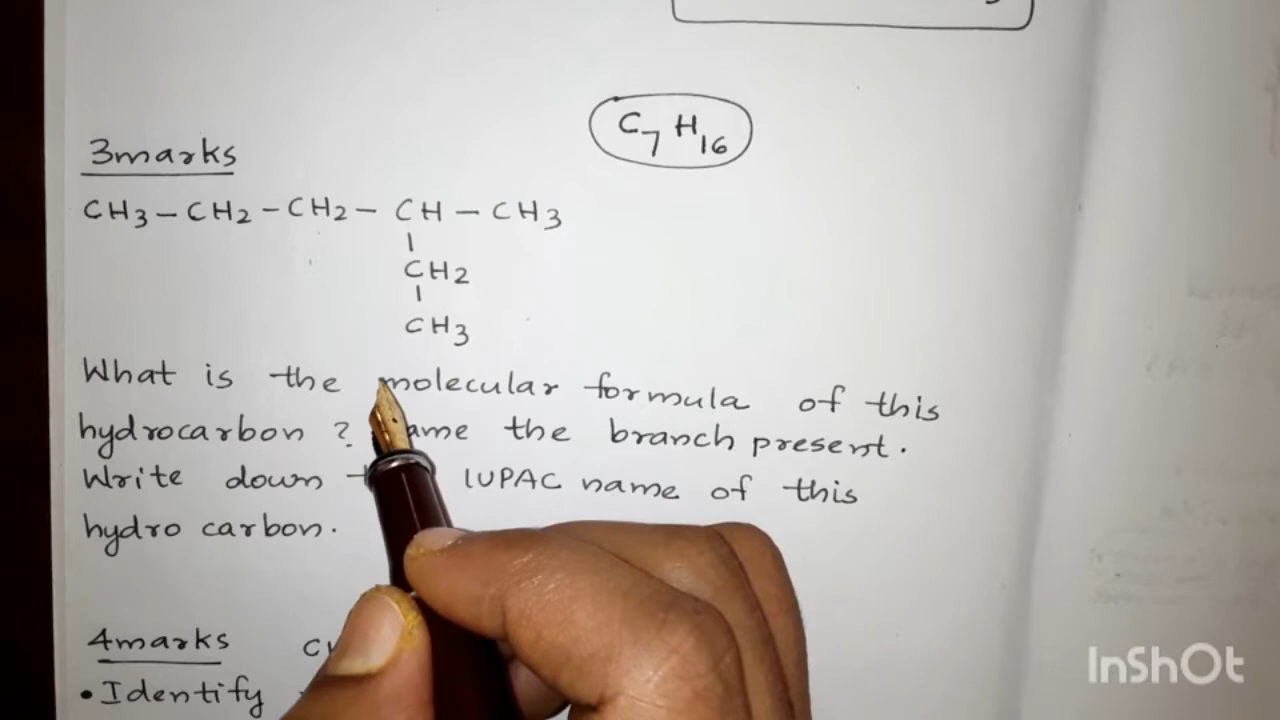 C7H16
3marks
CH3-CH2-CH2-CH-CH3
CH2
CH3
What is the molecular formula of this
hydrocarbon? the branch present.
Write down IUPAC name of this
hydro carbon.
4marks
• Identify
InShOt